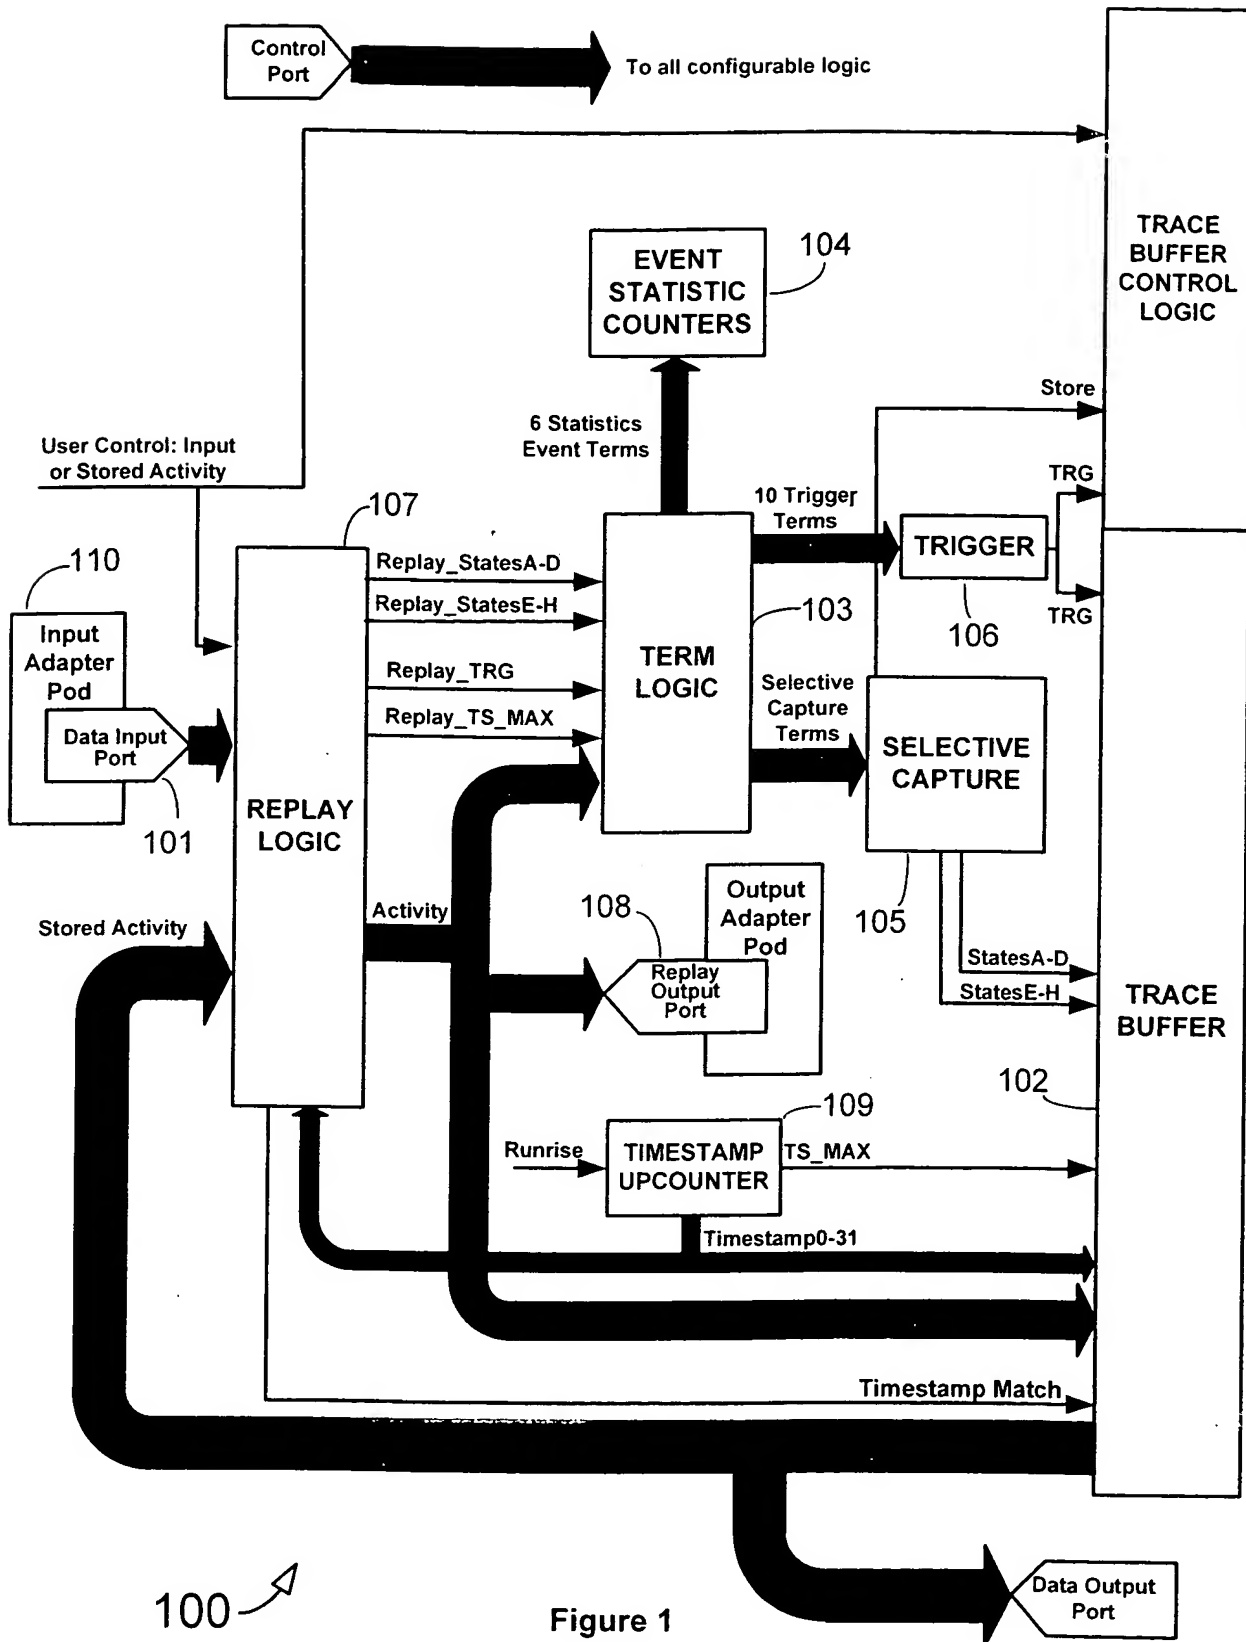 Control
Port
To all configurable logic
TRACE
BUFFER
CONTROL
LOGIC
104
EVENT
STATISTIC
COUNTERS
Store
6 Statistics
Event Terms
User Control: Input
or Stored Activity
TRG
10 Trigger
Terms
107
TRIGGER
Replay_StatesA-D
110
Replay_StatesE-H
TRG
103
106
Input
Adapter
Pod
TERM
LOGIC
Replay_TRG
Selective
Capture
Terms
Replay_TS_MAX
Data Input
Port
SELECTIVE
CAPTURE
REPLAY
LOGIC
101
Activity
108
Output
Adapter
Pod
105
Stored Activity
StatesA-D
Replay
Output
Port
StatesE-H
TRACE
BUFFER
102
109
Runrise
TIMESTAMP
UPCOUNTER
TS_MAX
Timestamp0-31
Timestamp Match
100
Figure 1
Data Output
Port